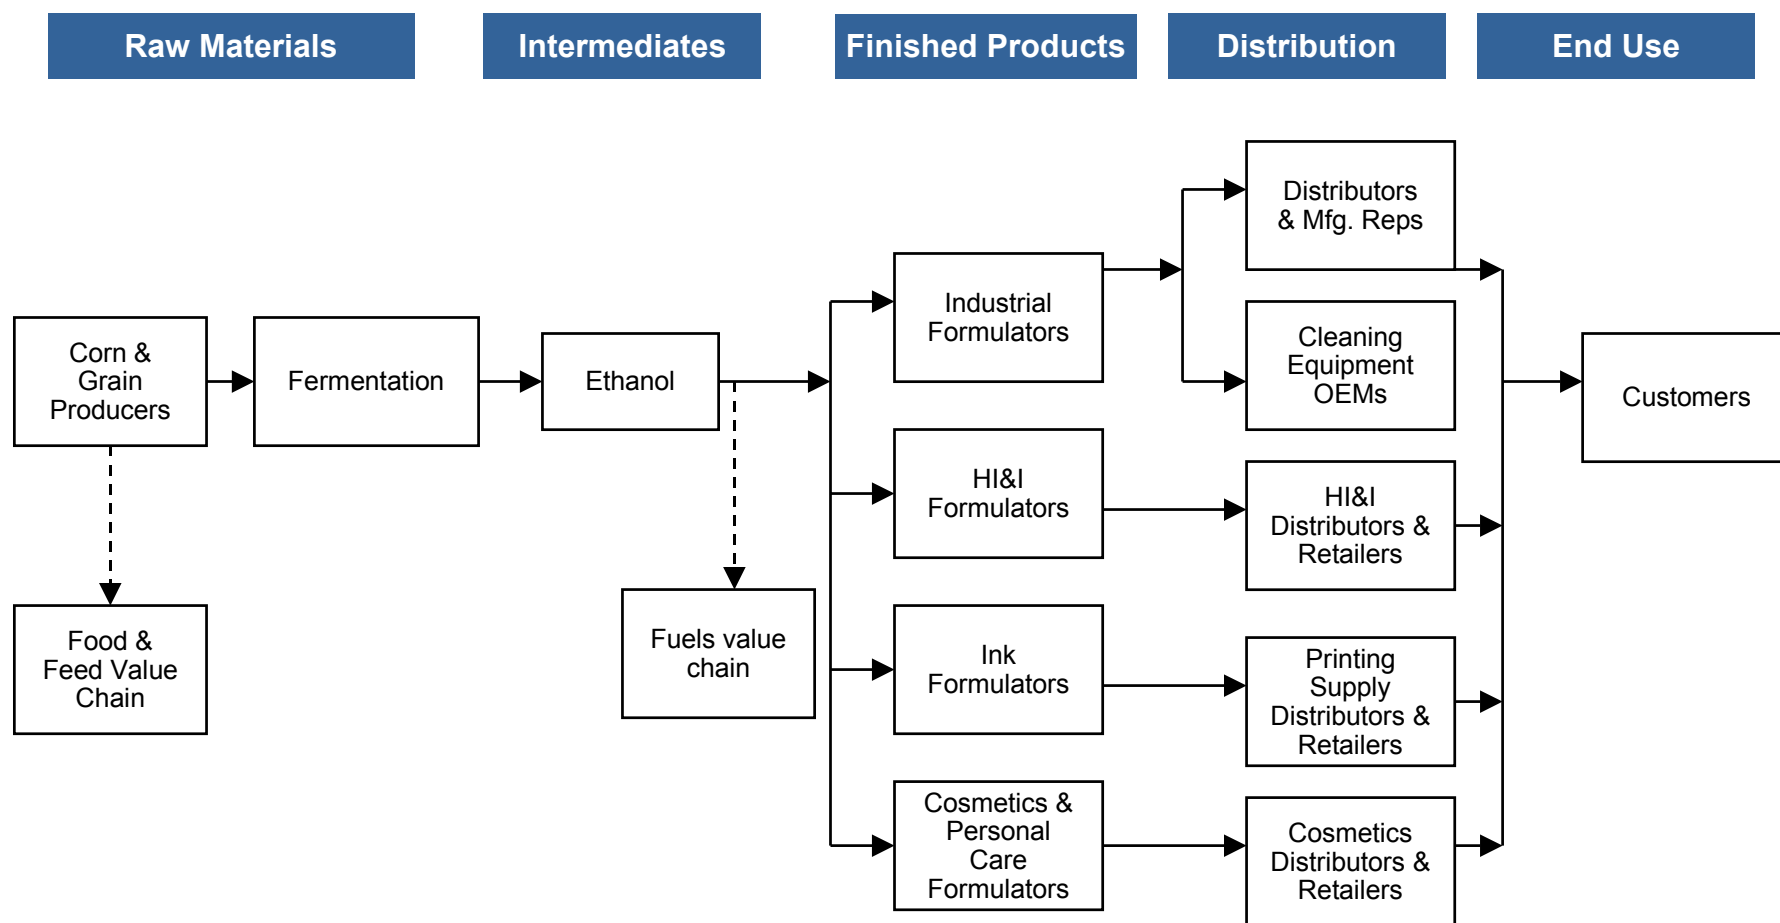 Raw Materials
Intermediates
Finished Products
Distribution
End Use
Corn &
Grain
Producers
Food &
Feed Value
Chain
Fermentation
Ethanol
Fuels value
chain
Industrial
Formulators
HI&I
Formulators
Ink
Formulators
Cosmetics &
Personal
Care
Formulators
Distributors
& Mfg. Reps
Cleaning
Equipment
OEMs
HI&I
Distributors &
Retailers
Printing
Supply
Distributors &
Retailers
Cosmetics
Distributors &
Retailers
Customers